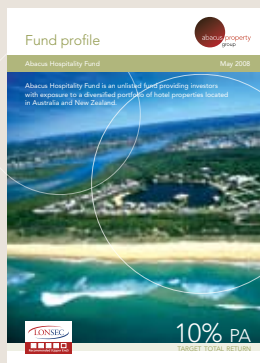 Fund profile
abacus property
group
Abacus Hospitality Fund
May 2008
Abacus Hospitality Fund is an unlisted fund providing investors
with exposure to a diversified portfolio of hotel properties located
in Australia and New Zealand.
LONSEC
10% PA
TARGET TOTAL RETURN